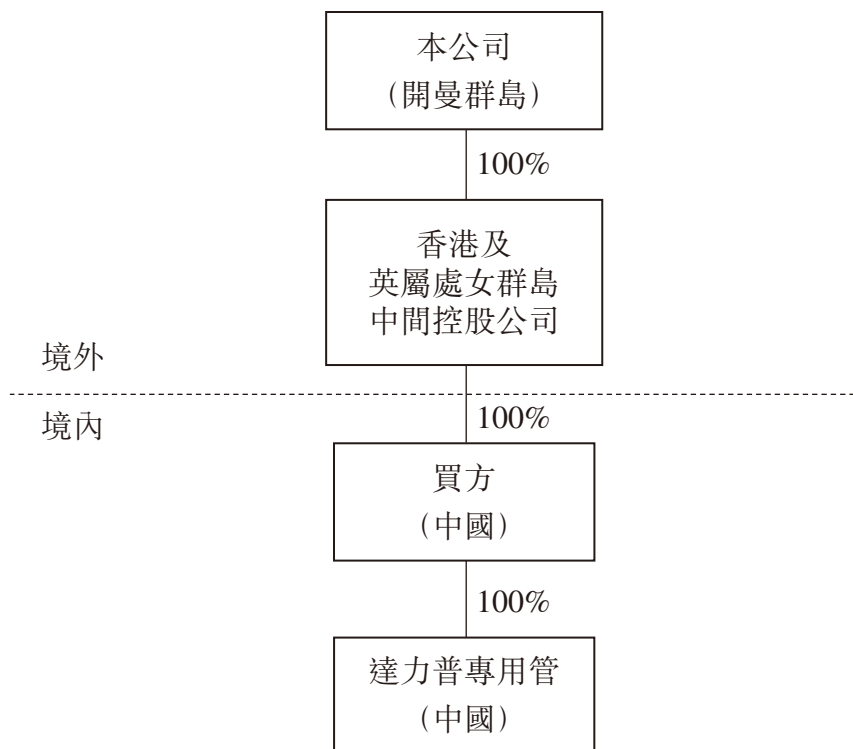 本公司
（開曼群島）
100%
香港及
英屬處女群島
中間控股公司
境外
境內
100%
買方
（中國）
100%
達力普專用管
（中國）